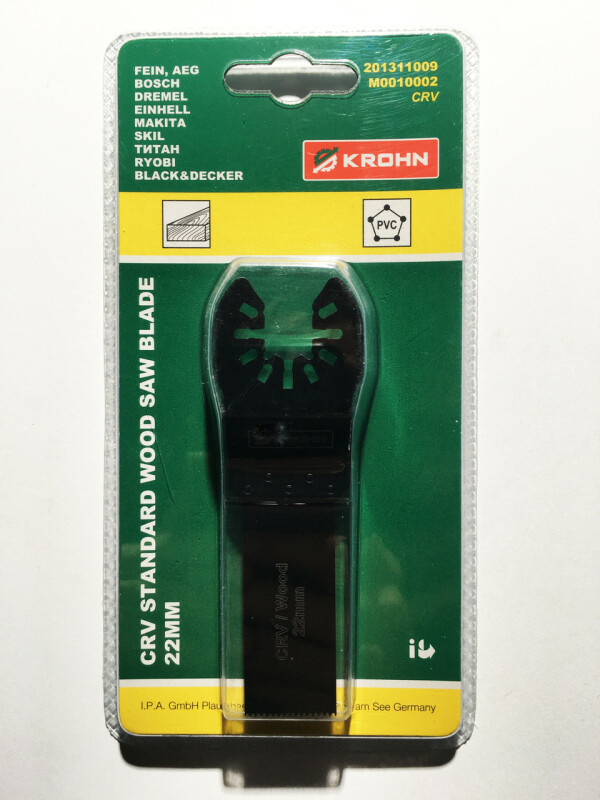 FEIN, AEG
BOSCH
DREMEL
EINHELL
MAKITA
SKIL
ТИТАН
RYOBI
BLACK&DECKER
201311009
M0010002
CRV
KROHN
PVC
CRV STANDARD WOOD SAW BLADE
22MM
CRV / Wood
22mm
I.P.A. GmbH am See Germany